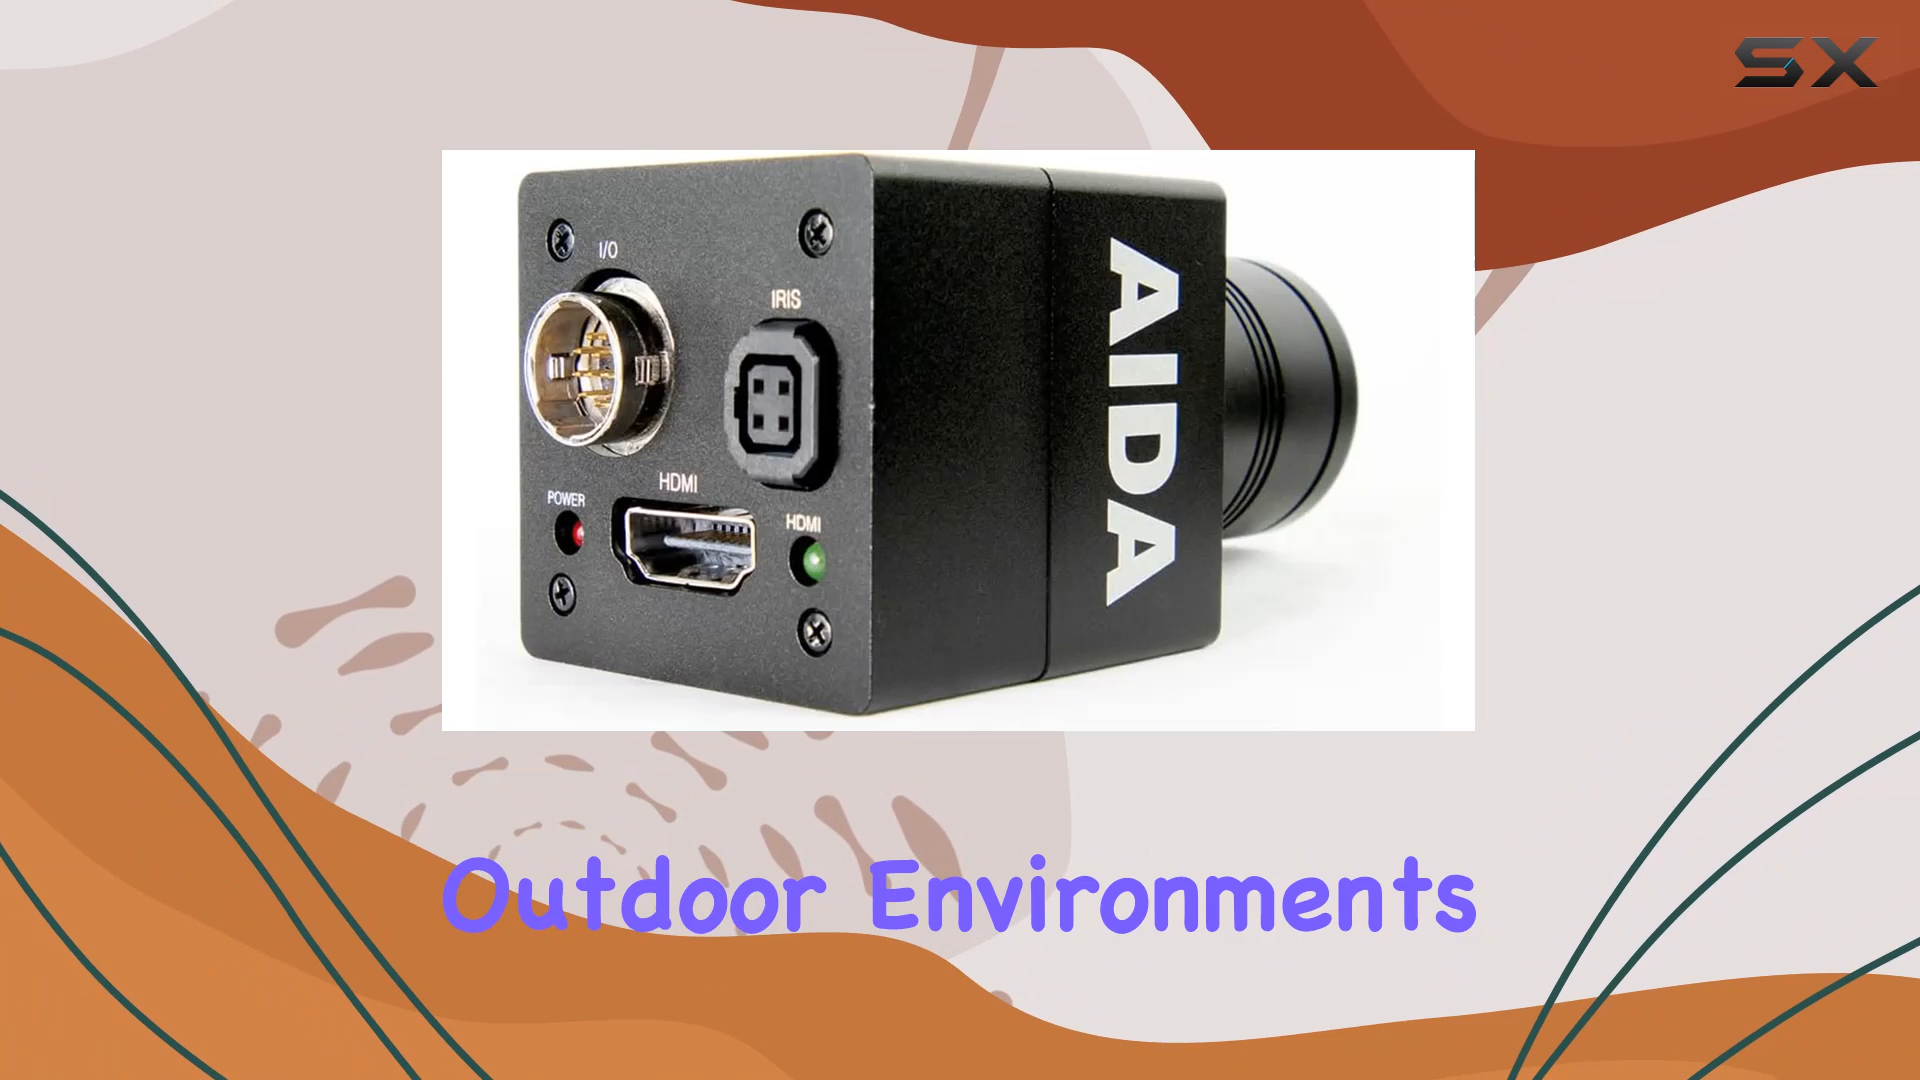 SX
I/O
IRIS
HDMI
POWER
HDMI
AIDA
Outdoor Environments